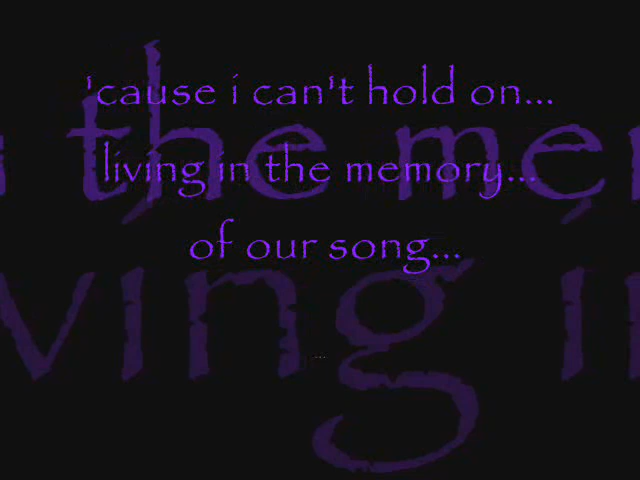 'cause i can't hold on...
living in the memory...
of our song...
...